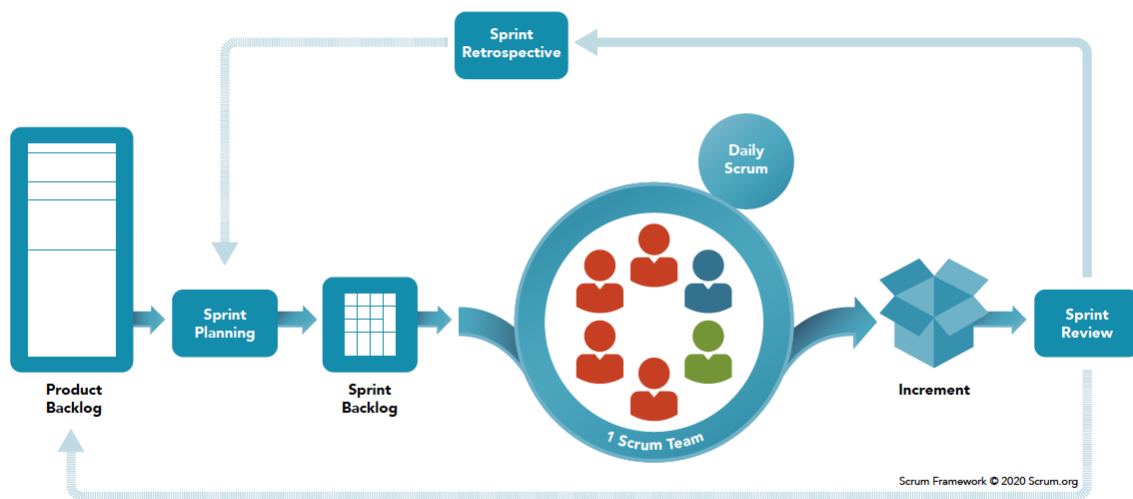 Sprint
Retrospective
Daily
Scrum
Sprint
Planning
Sprint
Review
Product
Backlog
Sprint
Backlog
Increment
1 Scrum Team
Scrum Framework © 2020 Scrum.org